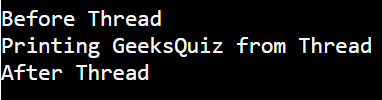 Before Thread
Printing GeeksQuiz from Thread
After Thread